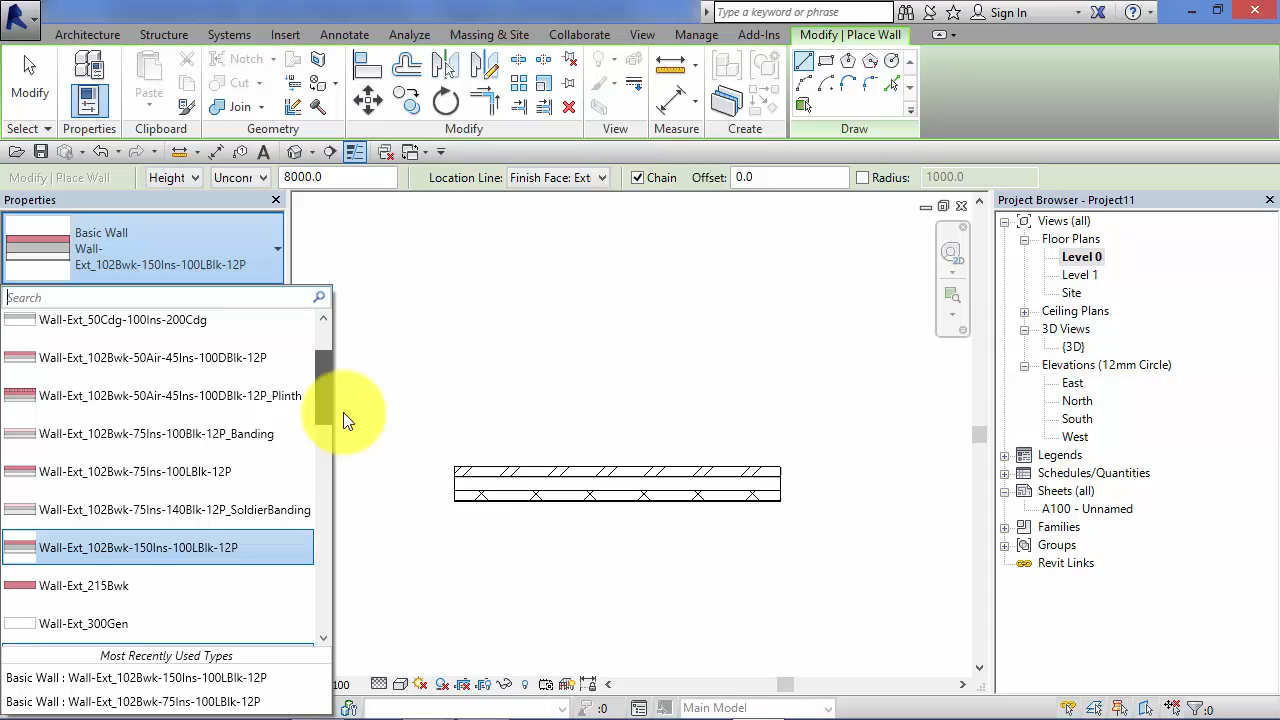 Type a keyword or phrase
Sign In
Architecture Structure Systems Insert Annotate Analyze Massing & Site Collaborate View Manage Add-Ins Modify | Place Wall
Modify
Paste
Notch
Cut
Join
Select Properties Clipboard Geometry Modify View Measure Create Draw
Modify | Place Wall Height Uncon 8000.0 Location Line: Finish Face: Ext Chain Offset: 0.0 Radius: 1000.0
Properties
Basic Wall
Wall-
Ext_102Bwk-150Ins-100LBlk-12P
Search
Wall-Ext_50Cdg-100Ins-200Cdg
Wall-Ext_102Bwk-50Air-45Ins-100DBlk-12P
Wall-Ext_102Bwk-50Air-45Ins-100DBlk-12P_Plinth
Wall-Ext_102Bwk-75Ins-100Blk-12P_Banding
Wall-Ext_102Bwk-75Ins-100LBlk-12P
Wall-Ext_102Bwk-75Ins-140Blk-12P_SoldierBanding
Wall-Ext_102Bwk-150Ins-100LBlk-12P
Wall-Ext_215Bwk
Wall-Ext_300Gen
Most Recently Used Types
Basic Wall : Wall-Ext_102Bwk-150Ins-100LBlk-12P
Basic Wall : Wall-Ext_102Bwk-75Ins-100LBlk-12P
2D
100
:0
Main Model
:0
Project Browser - Project11
Views (all)
Floor Plans
Level 0
Level 1
Site
Ceiling Plans
3D Views
{3D}
Elevations (12mm Circle)
East
North
South
West
Legends
Schedules/Quantities
Sheets (all)
A100 - Unnamed
Families
Groups
Revit Links